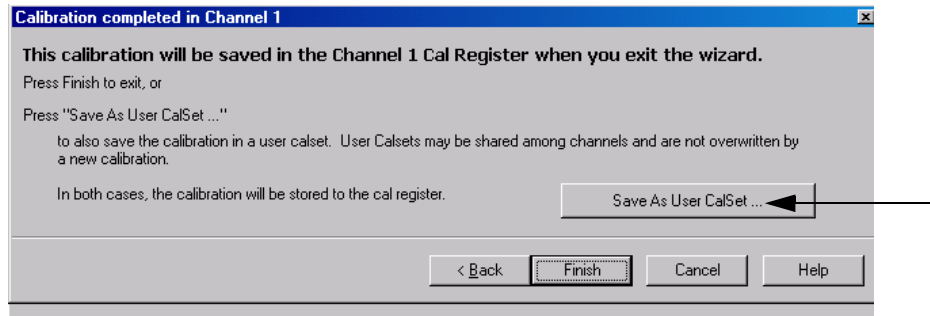 Calibration completed in Channel 1
This calibration will be saved in the Channel 1 Cal Register when you exit the wizard.
Press Finish to exit, or
Press "Save As User CalSet ..."
to also save the calibration in a user calset. User Calsets may be shared among channels and are not overwritten by
a new calibration.
In both cases, the calibration will be stored to the cal register.
Save As User CalSet ...
< Back
Finish
Cancel
Help